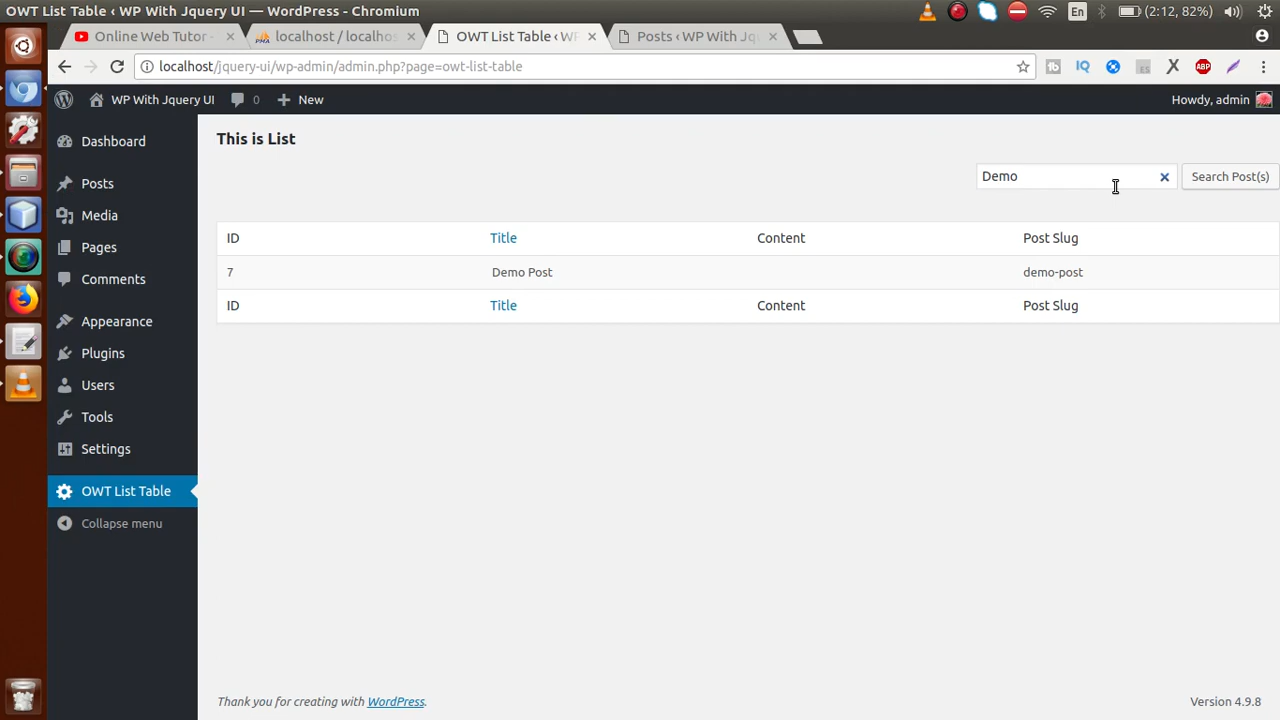 OWT List Table ‹ WP With Jquery UI — WordPress - Chromium
En (2:12, 82%)
Online Web Tutor -
localhost / localhos
OWT List Table ‹ WP
Posts ‹ WP With Jqu
localhost/jquery-ui/wp-admin/admin.php?page=owt-list-table
WP With Jquery UI 0 New Howdy, admin
Dashboard
Posts
Media
Pages
Comments
Appearance
Plugins
Users
Tools
Settings
OWT List Table
Collapse menu
This is List
Demo Search Post(s)
ID Title Content Post Slug
7 Demo Post demo-post
ID Title Content Post Slug
Thank you for creating with WordPress. Version 4.9.8